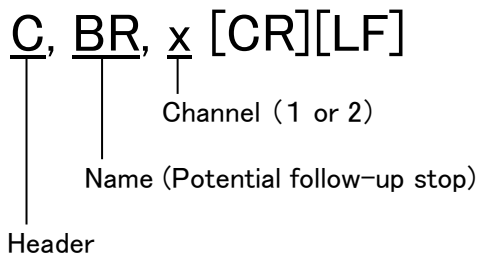 C, BR, x [CR][LF]
Channel (1 or 2)
Name (Potential follow-up stop)
Header